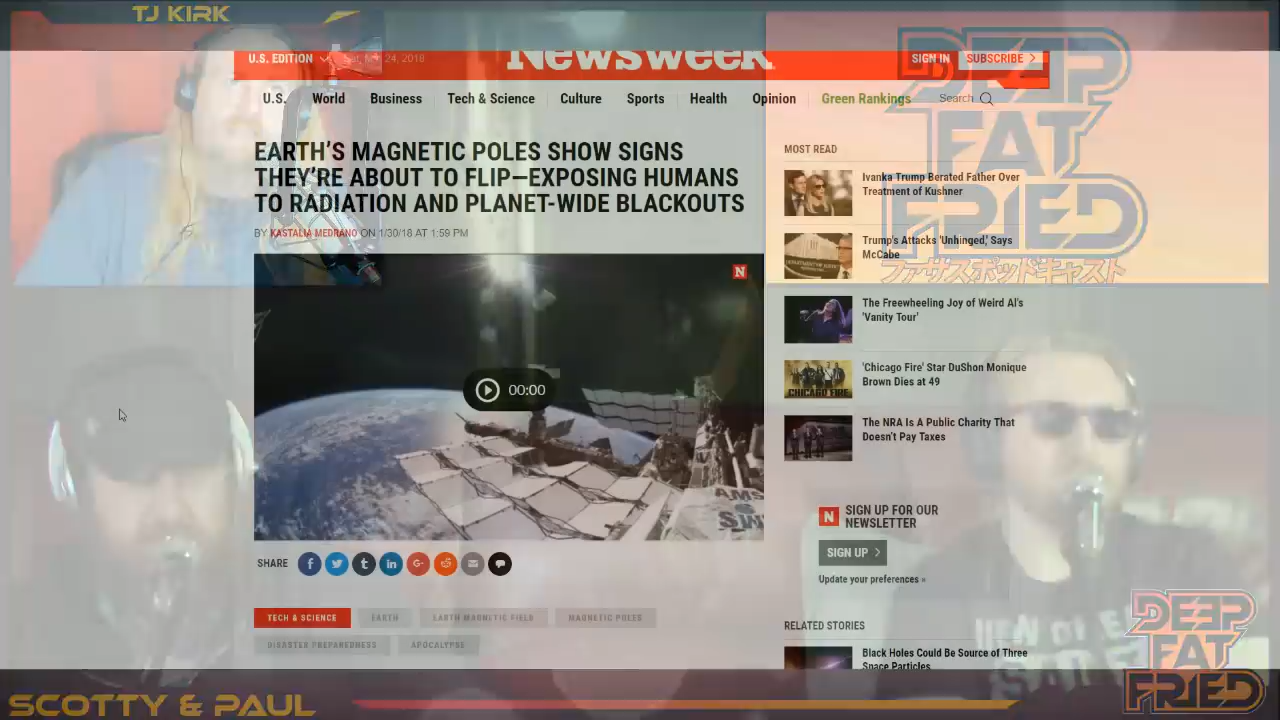 TJ KIRK
Newsweek
U.S. EDITION
24, 2018
SIGN IN
SUBSCRIBE
U.S.
World
Business
Tech & Science
Culture
Sports
Health
Opinion
Green Rankings
Search
EARTH'S MAGNETIC POLES SHOW SIGNS
THEY'RE ABOUT TO FLIP—EXPOSING HUMANS
TO RADIATION AND PLANET-WIDE BLACKOUTS
BY KASTALIA MEDRANO ON 1/30/18 AT 1:59 PM
N
00:00
SHARE
TECH & SCIENCE
EARTH
EARTH MAGNETIC FIELD
MAGNETIC POLES
DISASTER PREPAREDNESS
APOCALYPSE
DEEP
FAT
FRIED
MOST READ
Ivanka Trump Berated Father Over
Treatment of Kushner
Trump's Attacks 'Unhinged,' Says
McCabe
The Freewheeling Joy of Weird Al's
'Vanity Tour'
'Chicago Fire' Star DuShon Monique
Brown Dies at 49
CHICAGO FIRE
The NRA Is A Public Charity That
Doesn't Pay Taxes
N
SIGN UP FOR OUR
NEWSLETTER
SIGN UP
Update your preferences »
RELATED STORIES
Black Holes Could Be Source of Three
Space Particles
DEEP
FAT
FRIED
SCOTTY & PAUL